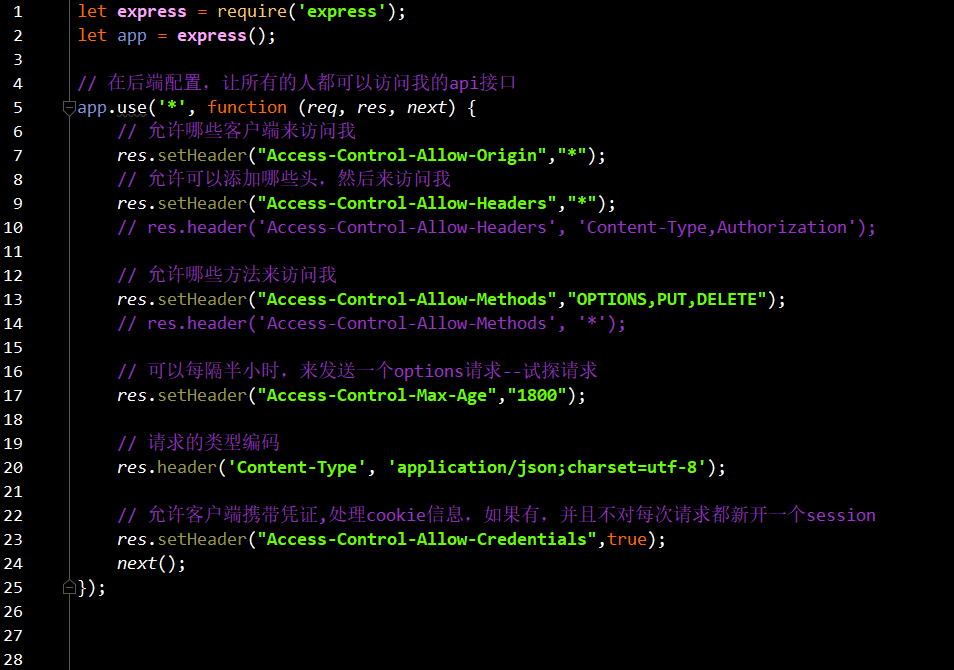 1 let express = require('express');
2 let app = express();
3
4 // 在后端配置，让所有的人都可以访问我的api接口
5 app.use('*', function (req, res, next) {
6 // 允许哪些客户端来访问我
7 res.setHeader("Access-Control-Allow-Origin","*");
8 // 允许可以添加哪些头，然后来访问我
9 res.setHeader("Access-Control-Allow-Headers","*");
10 // res.header('Access-Control-Allow-Headers', 'Content-Type,Authorization');
11
12 // 允许哪些方法来访问我
13 res.setHeader("Access-Control-Allow-Methods","OPTIONS,PUT,DELETE");
14 // res.header('Access-Control-Allow-Methods', '*');
15
16 // 可以每隔半小时，来发送一个options请求--试探请求
17 res.setHeader("Access-Control-Max-Age","1800");
18
19 // 请求的类型编码
20 res.header('Content-Type', 'application/json;charset=utf-8');
21
22 // 允许客户端携带凭证,处理cookie信息，如果有，并且不对每次请求都新开一个session
23 res.setHeader("Access-Control-Allow-Credentials",true);
24 next();
25 });
26
27
28